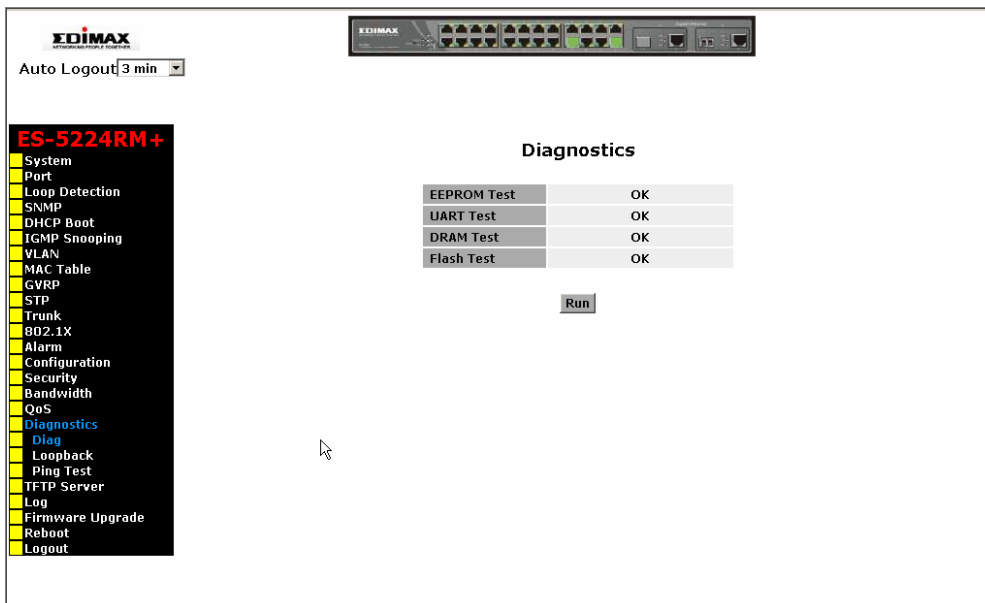 EDIMAX
NETWORKING PEOPLE TOGETHER
EDIMAX
Auto Logout 3 min
ES-5224RM+
System
Port
Loop Detection
SNMP
DHCP Boot
IGMP Snooping
VLAN
MAC Table
GVRP
STP
Trunk
802.1X
Alarm
Configuration
Security
Bandwidth
QoS
Diagnostics
Diag
Loopback
Ping Test
TFTP Server
Log
Firmware Upgrade
Reboot
Logout
Diagnostics
EEPROM Test OK
UART Test OK
DRAM Test OK
Flash Test OK
Run